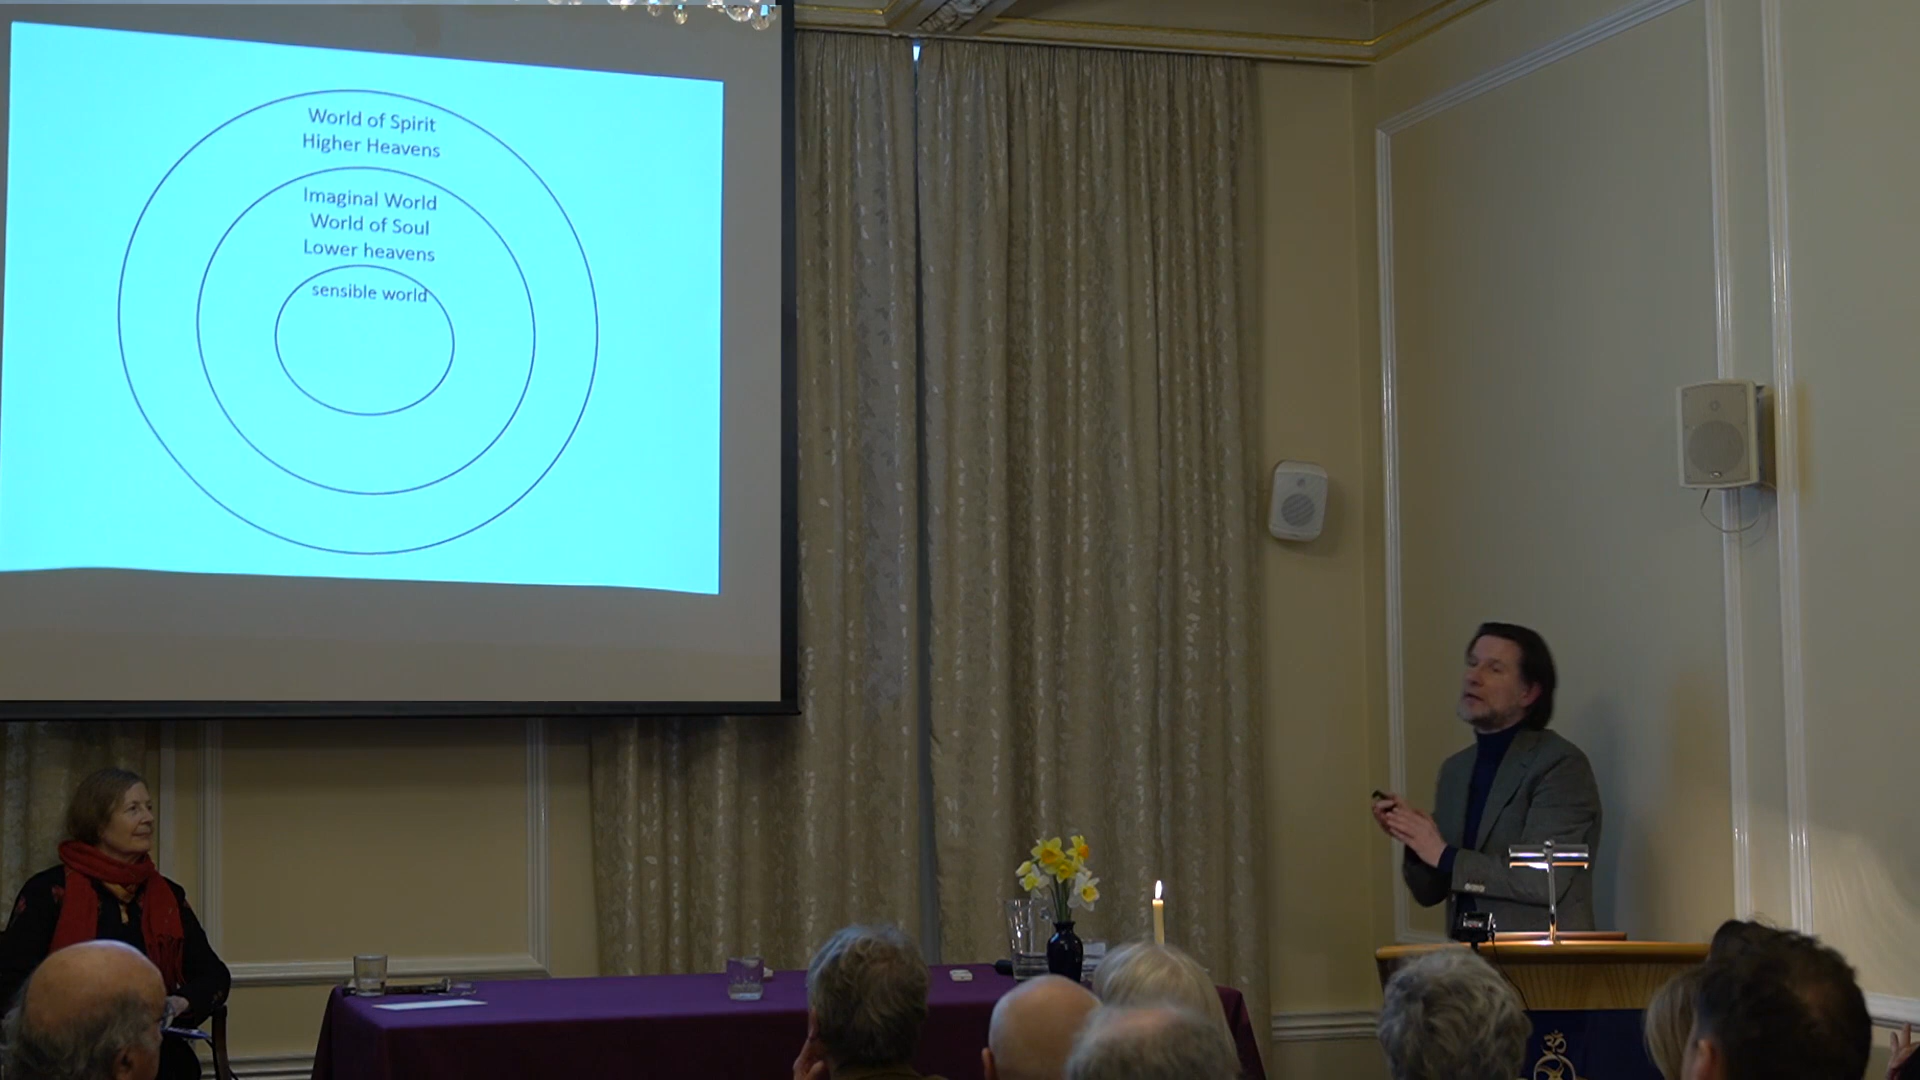 World of Spirit
Higher Heavens
Imaginal World
World of Soul
Lower heavens
sensible world